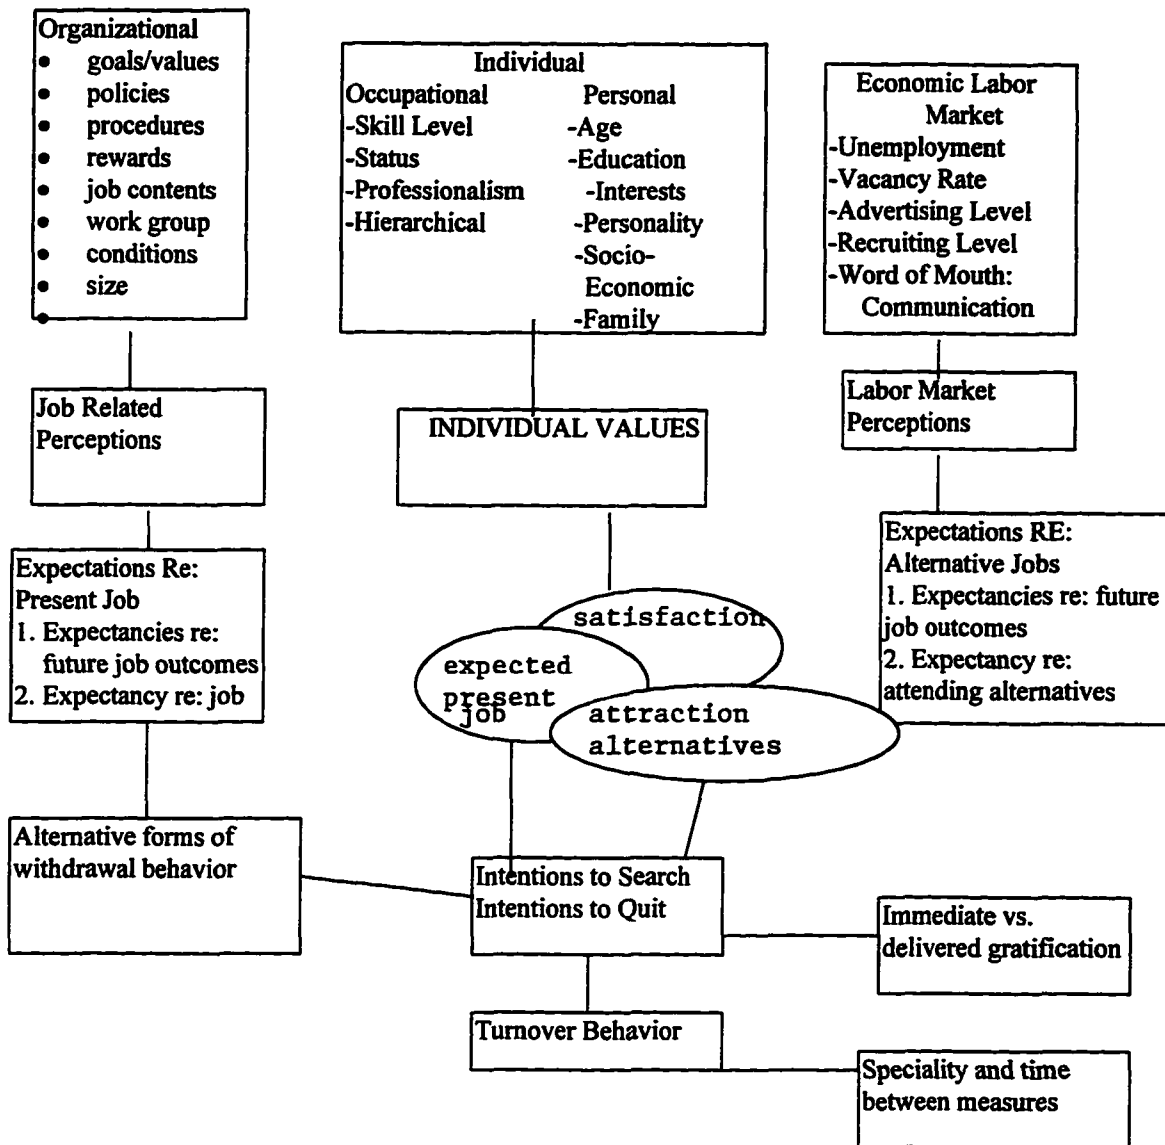 Organizational
• goals/values
• policies
• procedures
• rewards
• job contents
• work group
• conditions
• size
•
Individual
Occupational
-Skill Level
-Status
-Professionalism
-Hierarchical
Personal
-Age
-Education
-Interests
-Personality
-Socio-
Economic
-Family
Economic Labor
Market
-Unemployment
-Vacancy Rate
-Advertising Level
-Recruiting Level
-Word of Mouth:
Communication
Job Related
Perceptions
INDIVIDUAL VALUES
Labor Market
Perceptions
Expectations Re:
Present Job
1. Expectancies re:
future job outcomes
2. Expectancy re: job
satisfaction
expected
present
job
attraction
alternatives
Expectations RE:
Alternative Jobs
1. Expectancies re: future
job outcomes
2. Expectancy re:
attending alternatives
Alternative forms of
withdrawal behavior
Intentions to Search
Intentions to Quit
Immediate vs.
delivered gratification
Turnover Behavior
Speciality and time
between measures